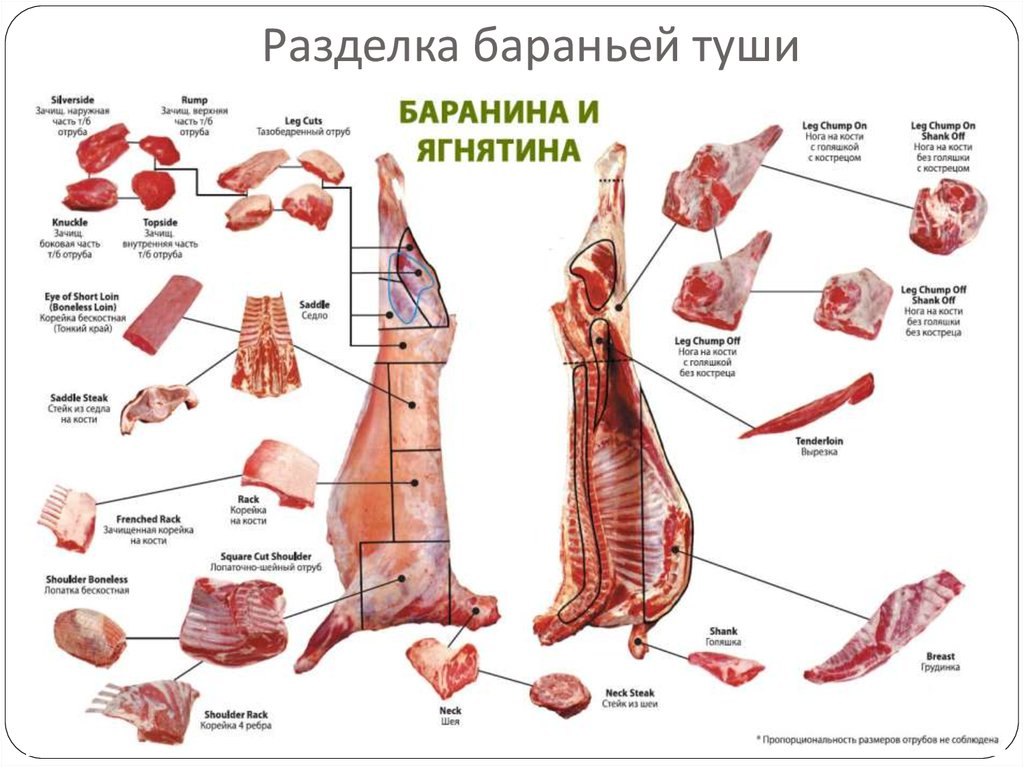 Разделка бараньей туши
БАРАНИНА И
ЯГНЯТИНА
Silverside
Зачищ. наружная
часть т/б
отруба
Rump
Зачищ. верхняя
часть т/б
отруба
Leg Cuts
Тазобедренный отруб
Knuckle
Зачищ.
боковая часть
т/б отруба
Topside
Зачищ.
внутренняя часть
т/б отруба
Leg Chump On
Нога на кости
с голяшкой
с кострецом
Leg Chump On
Shank Off
Нога на кости
без голяшки
с кострецом
Eye of Short Loin
(Boneless Loin)
Корейка бескостная
(Тонкий край)
Saddle
Седло
Leg Chump Off
Нога на кости
с голяшкой
без костреца
Leg Chump Off
Shank Off
Нога на кости
без голяшки
без костреца
Saddle Steak
Стейк из седла
на кости
Tenderloin
Вырезка
Rack
Корейка
на кости
Frenched Rack
Зачищенная корейка
на кости
Square Cut Shoulder
Лопаточно-шейный отруб
Shoulder Boneless
Лопатка бескостная
Shoulder Rack
Корейка 4 ребра
Neck
Шея
Neck Steak
Стейк из шеи
Shank
Голяшка
Breast
Грудинка
* Пропорциональность размеров отрубов не соблюдена